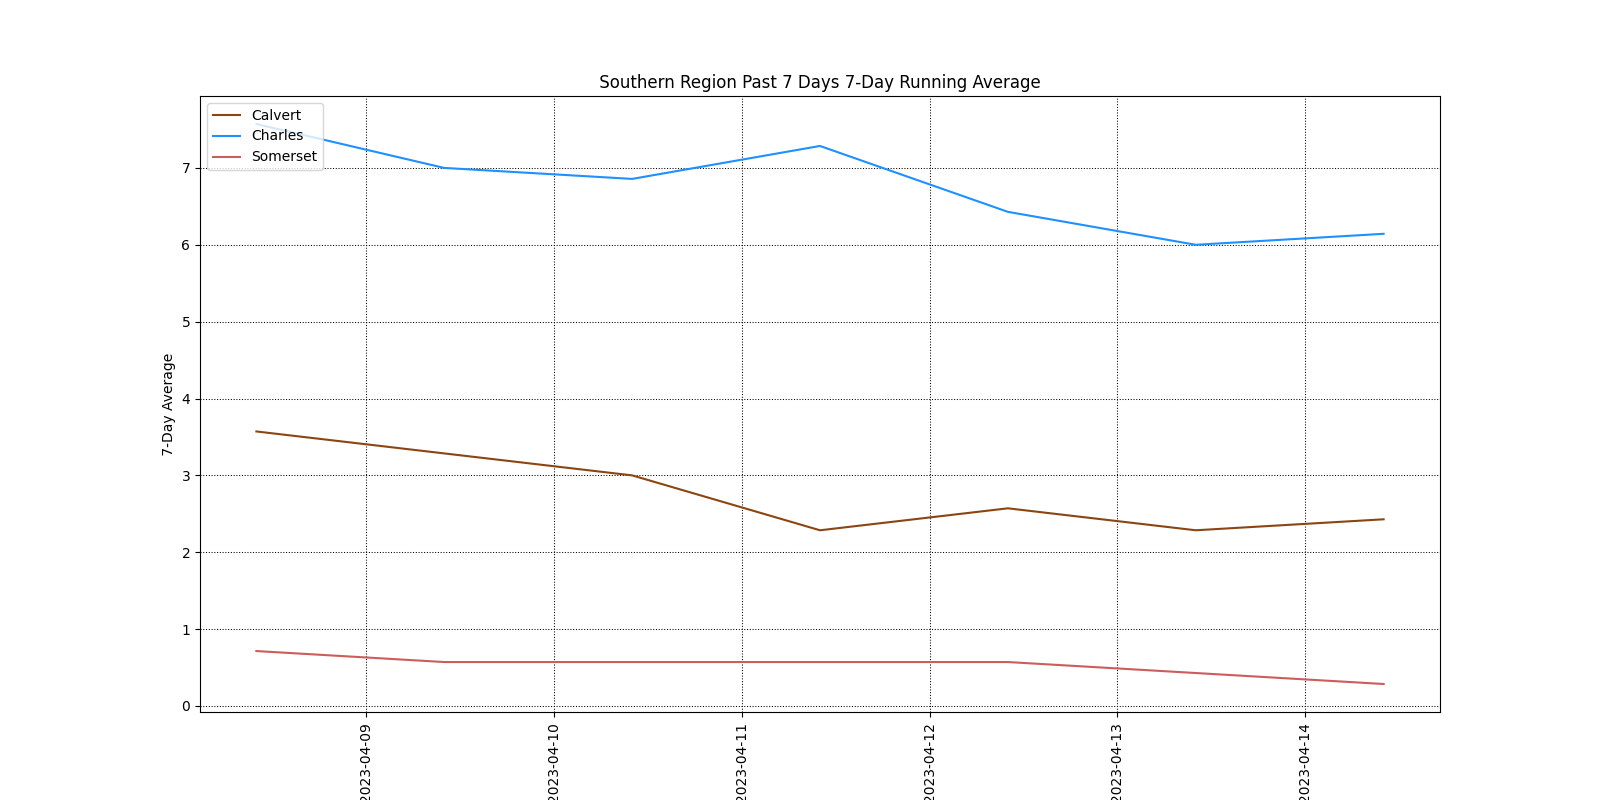 Southern Region Past 7 Days 7-Day Running Average
Calvert
Charles
Somerset
7
6
5
4
3
2
1
0
7-Day Average
2023-04-09
2023-04-10
2023-04-11
2023-04-12
2023-04-13
2023-04-14